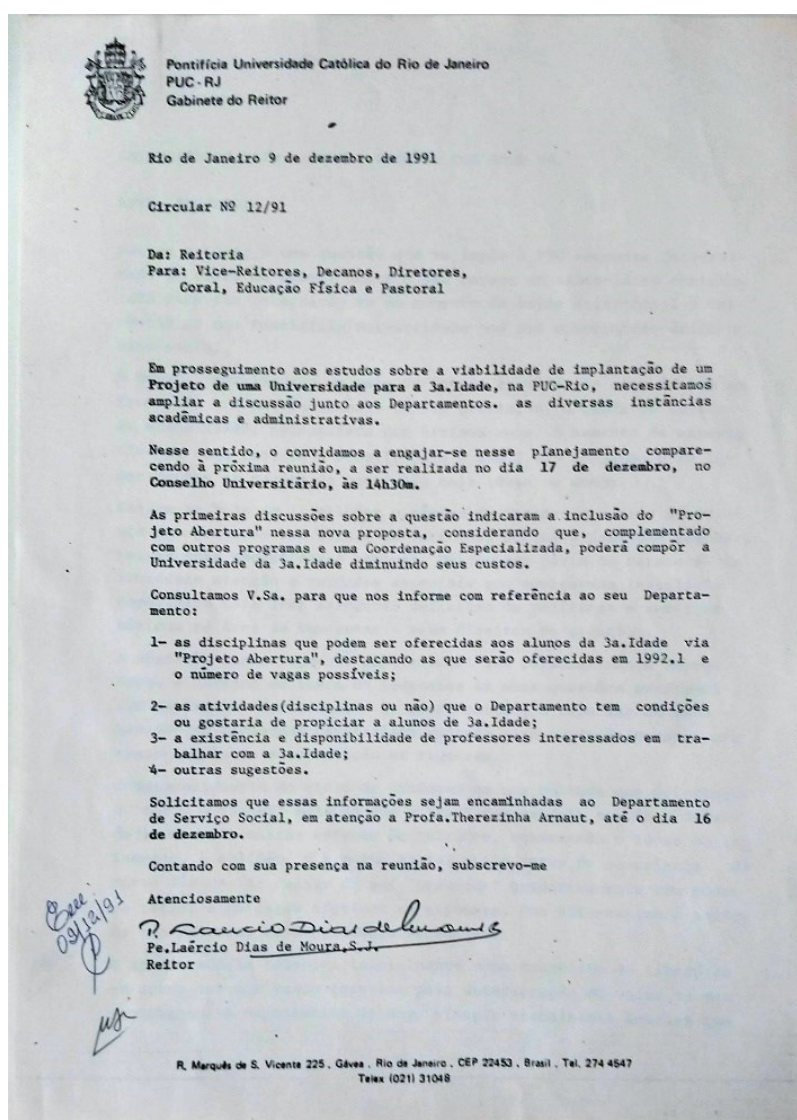 Pontifícia Universidade Católica do Rio de Janeiro
PUC - RJ
Gabinete do Reitor
Rio de Janeiro 9 de dezembro de 1991
Circular Nº 12/91
Da: Reitoria
Para: Vice-Reitores, Decanos, Diretores,
Coral, Educação Física e Pastoral
Em prosseguimento aos estudos sobre a viabilidade de implantação de um
Projeto de uma Universidade para a 3a.Idade, na PUC-Rio, necessitamos
ampliar a discussão junto aos Departamentos. as diversas instâncias
acadêmicas e administrativas.
Nesse sentido, o convidamos a engajar-se nesse planejamento compare-
cendo à próxima reunião, a ser realizada no dia 17 de dezembro, no
Conselho Universitário, às 14h30m.
As primeiras discussões sobre a questão indicaram a inclusão do "Pro-
jeto Abertura" nessa nova proposta, considerando que, complementado
com outros programas e uma Coordenação Especializada, poderá compôr a
Universidade da 3a.Idade diminuindo seus custos.
Consultamos V.Sa. para que nos informe com referência ao seu Departa-
mento:
1- as disciplinas que podem ser oferecidas aos alunos da 3a.Idade via
"Projeto Abertura", destacando as que serão oferecidas em 1992.1 e
o número de vagas possíveis;
2- as atividades(disciplinas ou não) que o Departamento tem condições
ou gostaria de propiciar a alunos de 3a.Idade;
3- a existência e disponibilidade de professores interessados em tra-
balhar com a 3a.Idade;
4- outras sugestões.
Solicitamos que essas informações sejam encaminhadas ao Departamento
de Serviço Social, em atenção a Profa.Therezinha Arnaut, até o dia 16
de dezembro.
Contando com sua presença na reunião, subscrevo-me
Atenciosamente
P. Laercio Dias de Moura
Pe.Laércio Dias de Moura,S.J.
Reitor
09/12/91
R. Marquês de S. Vicente 225 . Gávea . Rio de Janeiro . CEP 22453 . Brasil . Tel. 274 4547
Telex (021) 31048